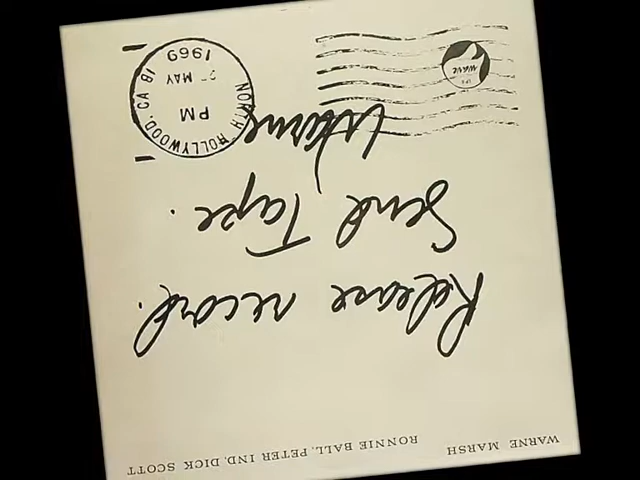 WARNE MARSH
RONNIE BALL, PETER IND, DICK SCOTT
Release record.
Send Tape.
Warne
NORTH HOLLYWOOD, CA
PM
MAY
1969
WAVE